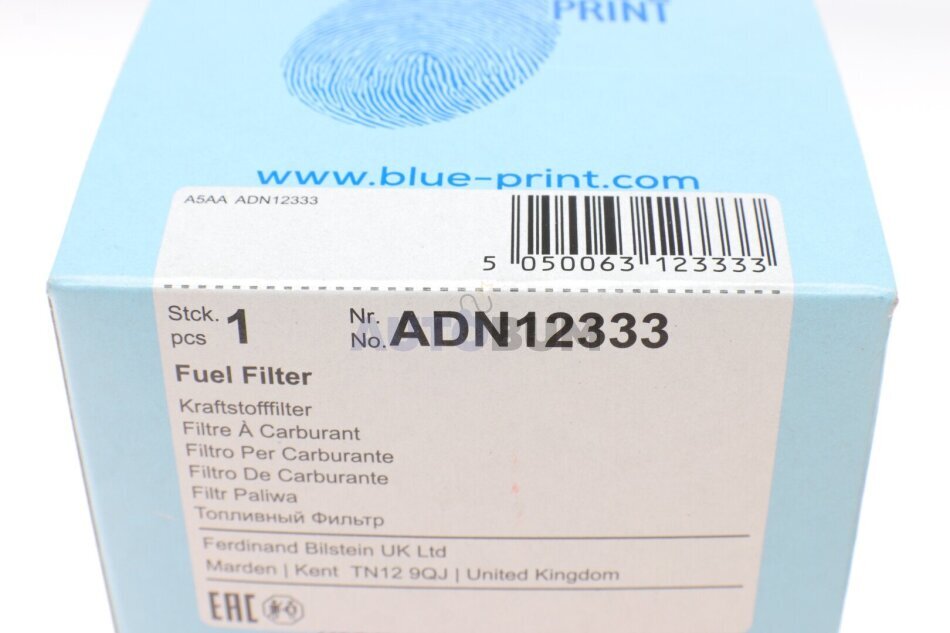 PRINT
www.blue-print.com
A5AA ADN12333
5 050063 123333
Stck. pcs 1 Nr. No. ADN12333
Fuel Filter
Kraftstofffilter
Filtre À Carburant
Filtro Per Carburante
Filtro De Carburante
Filtr Paliwa
Топливный Фильтр
Ferdinand Bilstein UK Ltd
Marden | Kent TN12 9QJ | United Kingdom
EAC